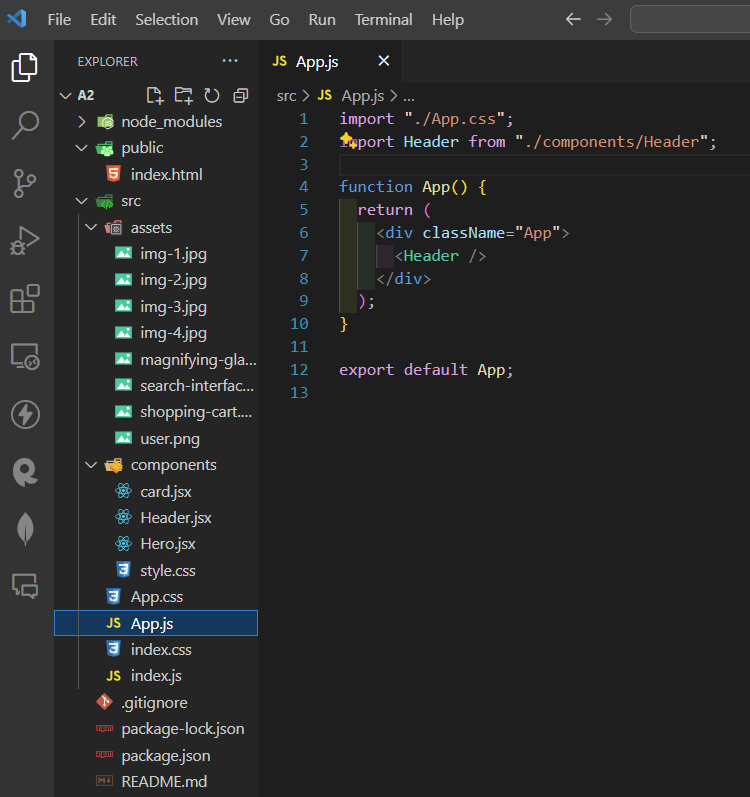 File Edit Selection View Go Run Terminal Help
EXPLORER ...
A2
node_modules
public
index.html
src
assets
img-1.jpg
img-2.jpg
img-3.jpg
img-4.jpg
magnifying-gla...
search-interfac...
shopping-cart....
user.png
components
card.jsx
Header.jsx
Hero.jsx
style.css
App.css
App.js
index.css
index.js
.gitignore
package-lock.json
package.json
README.md
JS App.js
src > JS App.js > ...
1 import "./App.css";
2 import Header from "./components/Header";
3
4 function App() {
5   return (
6     <div className="App">
7       <Header />
8     </div>
9   );
10 }
11
12 export default App;
13